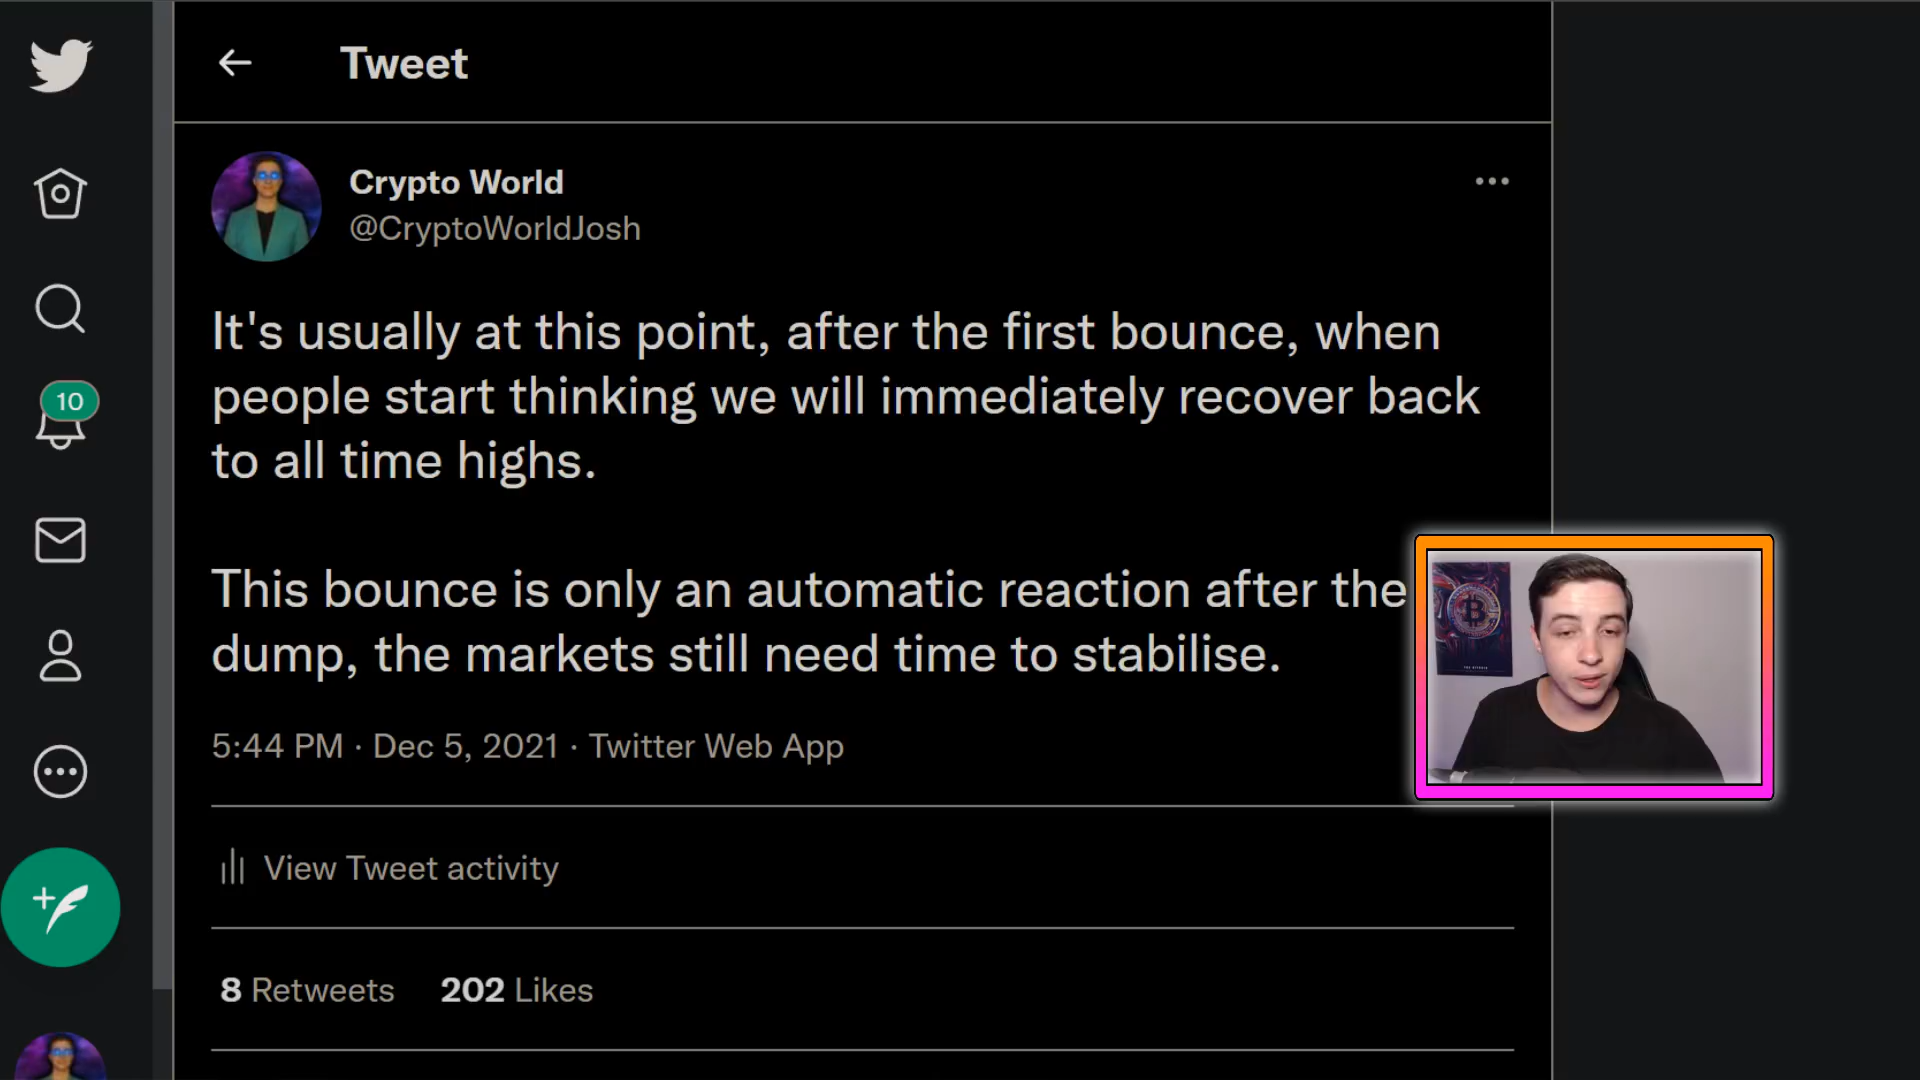 Tweet
Crypto World
@CryptoWorldJosh
It's usually at this point, after the first bounce, when
people start thinking we will immediately recover back
to all time highs.
This bounce is only an automatic reaction after the
dump, the markets still need time to stabilise.
5:44 PM · Dec 5, 2021 · Twitter Web App
View Tweet activity
8 Retweets 202 Likes
10